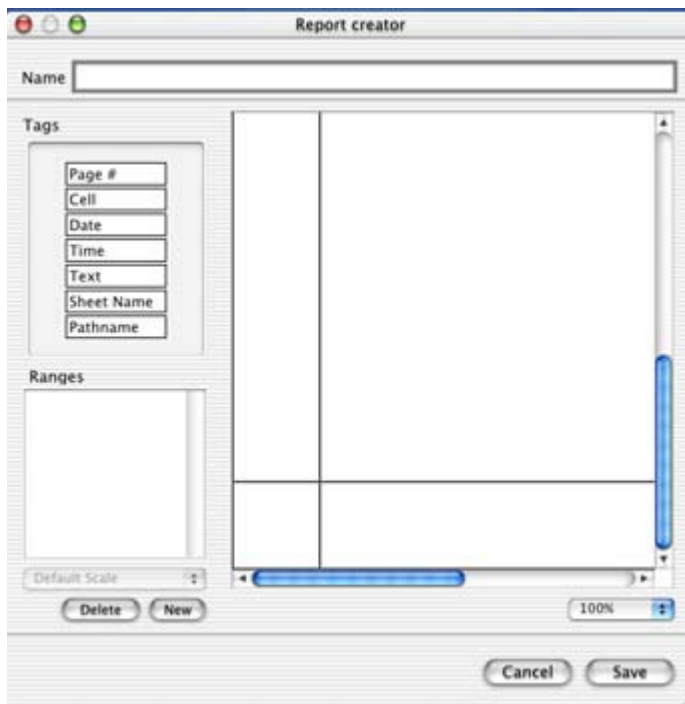 Report creator
Name
Tags
Page #
Cell
Date
Time
Text
Sheet Name
Pathname
Ranges
Default Scale
Delete
New
100%
Cancel
Save